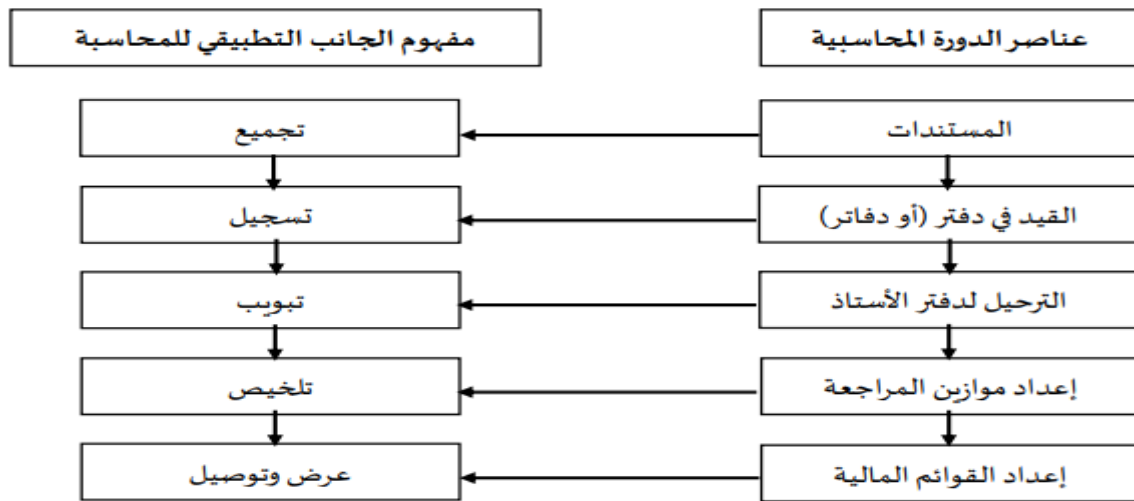 عناصر الدورة المحاسبية
مفهوم الجانب التطبيقي للمحاسبة
المستندات
تجميع
القيد في دفتر (أو دفاتر)
تسجيل
الترحيل لدفتر الأستاذ
تبويب
إعداد موازين المراجعة
تلخيص
إعداد القوائم المالية
عرض وتوصيل